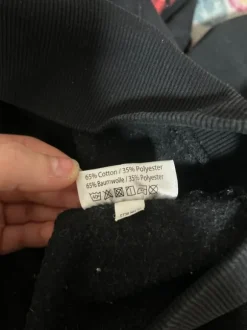 65% Cotton / 35% Polyester
65% Baumwolle / 35% Polyester